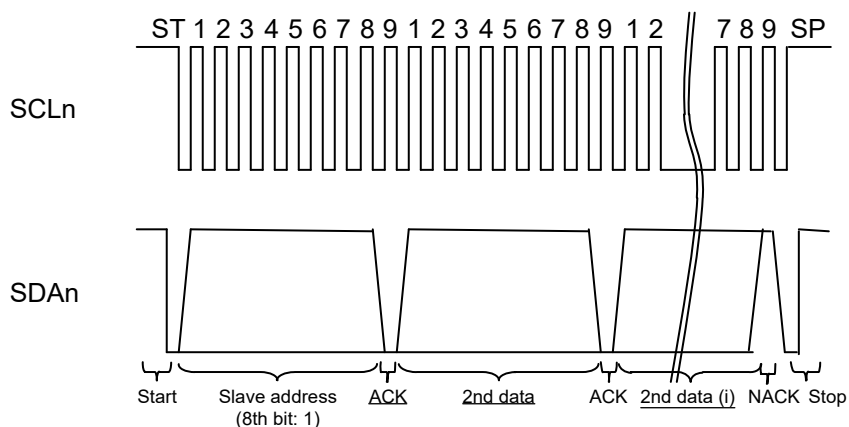 ST 1 2 3 4 5 6 7 8 9 1 2 3 4 5 6 7 8 9 1 2 7 8 9 SP
SCLn
SDAn
Start Slave address ACK 2nd data ACK 2nd data (i) NACK Stop
(8th bit: 1)